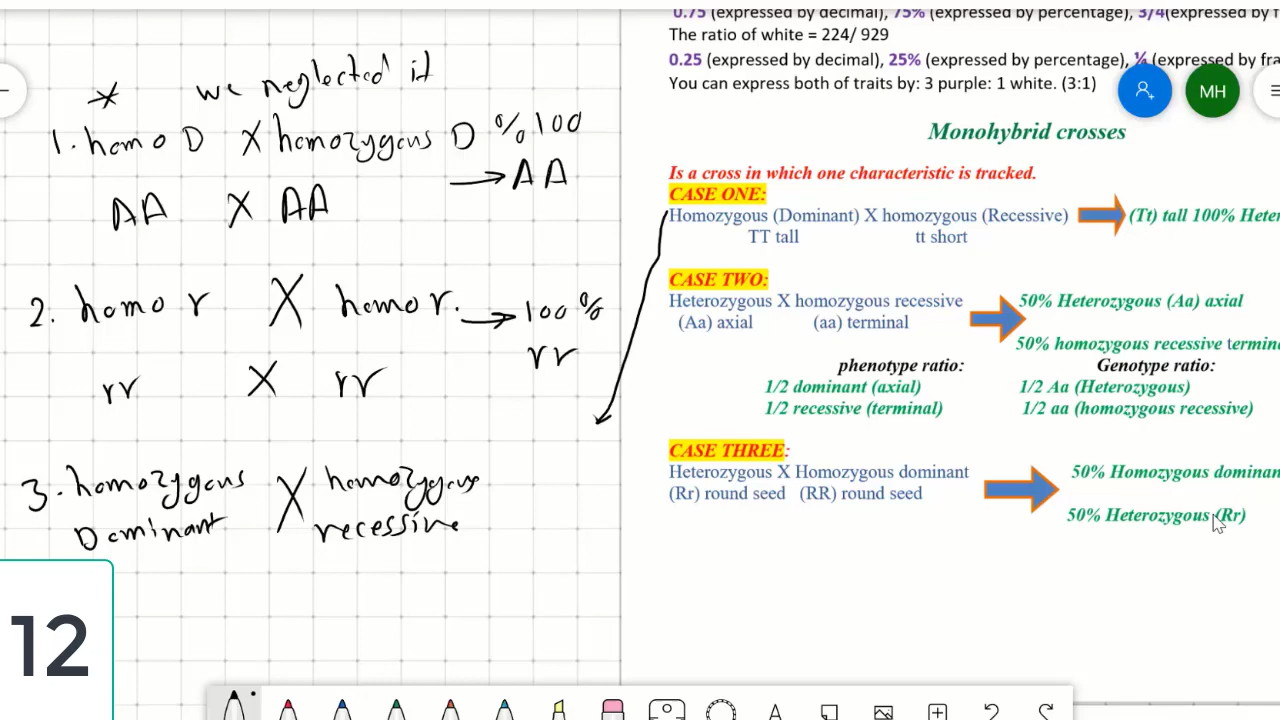 * we neglected it
1. homo D X homozygous D %100
→ AA
AA X AA
2. homo r X homo r. → 100%
rr
rr X rr
3. homozygous X homozygous
Dominant recessive
12
0.75 (expressed by decimal), 75% (expressed by percentage), 3/4(expressed by
The ratio of white = 224/ 929
0.25 (expressed by decimal), 25% (expressed by percentage), ¼ (expressed by
You can express both of traits by: 3 purple: 1 white. (3:1)
MH
Monohybrid crosses
Is a cross in which one characteristic is tracked.
CASE ONE:
Homozygous (Dominant) X homozygous (Recessive) (Tt) tall 100%
TT tall tt short
CASE TWO:
Heterozygous X homozygous recessive 50% Heterozygous (Aa) axial
(Aa) axial (aa) terminal
50% homozygous recessive
phenotype ratio: Genotype ratio:
1/2 dominant (axial) 1/2 Aa (Heterozygous)
1/2 recessive (terminal) 1/2 aa (homozygous recessive)
CASE THREE:
Heterozygous X Homozygous dominant 50% Homozygous
(Rr) round seed (RR) round seed
50% Heterozygous (Rr)
A